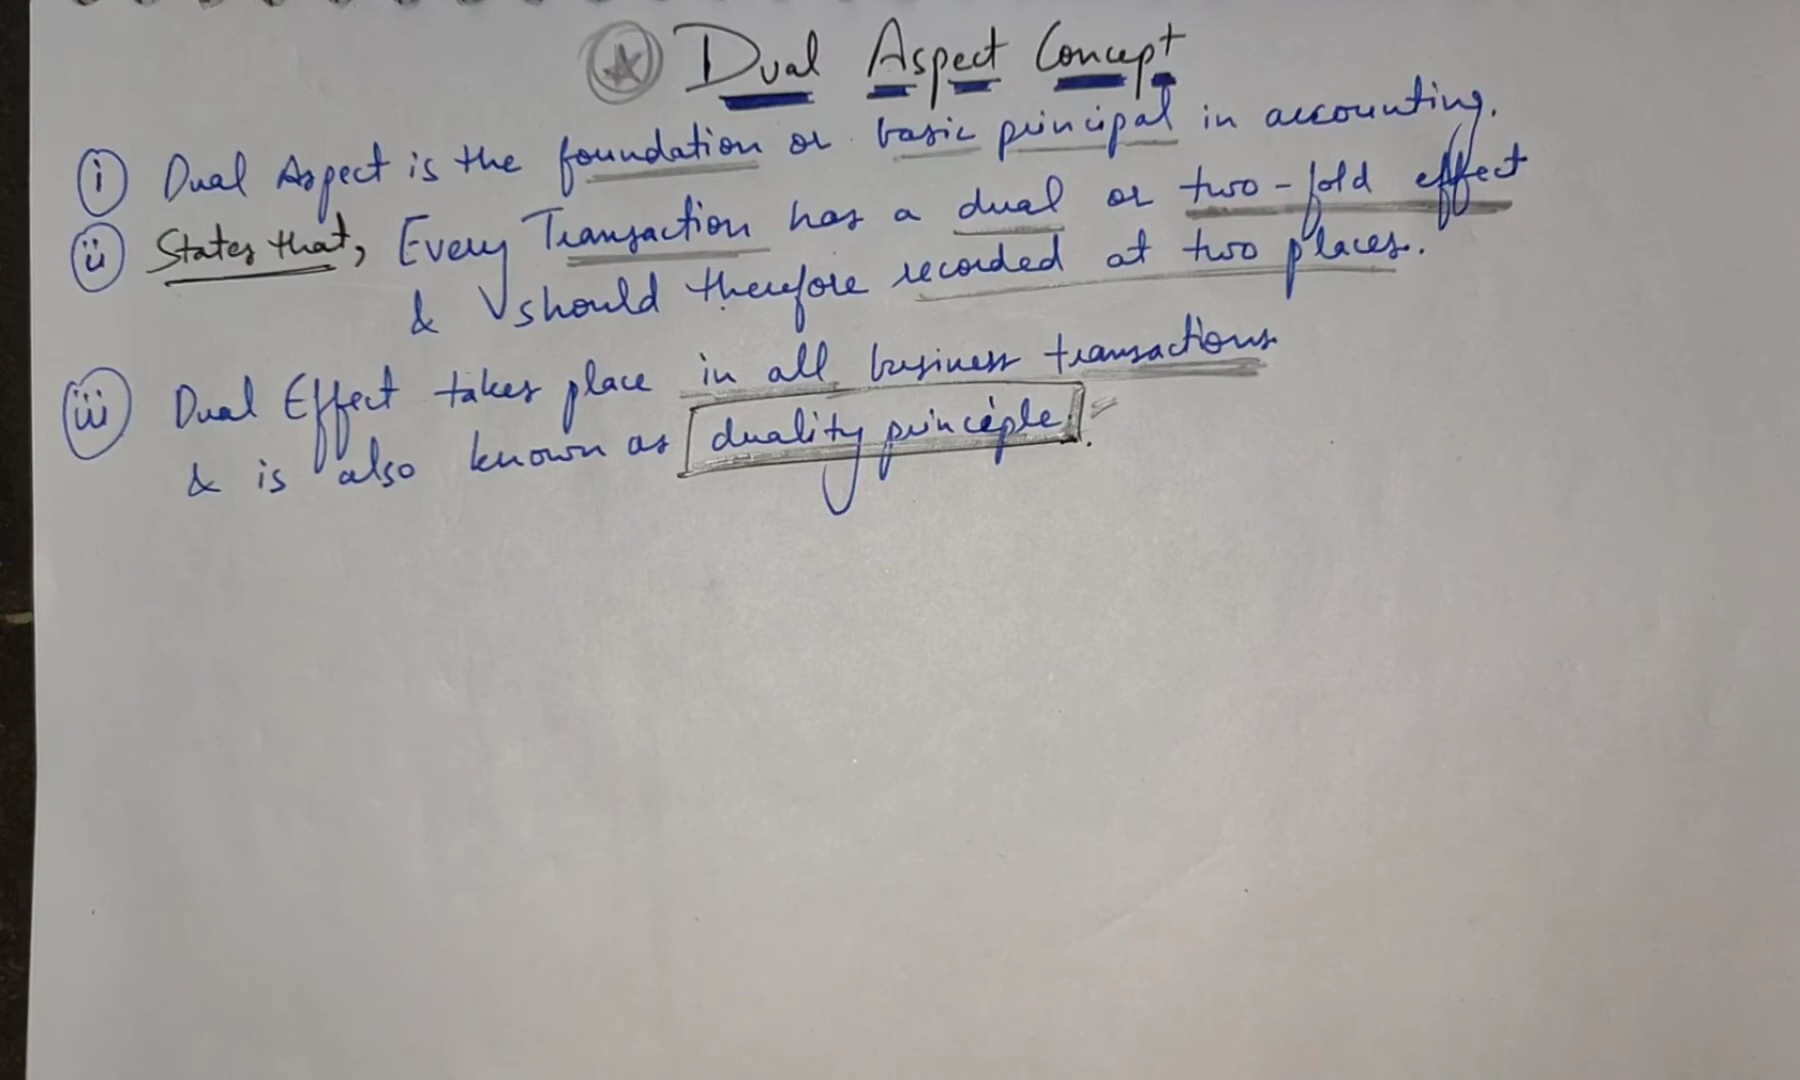 Dual Aspect Concept
i Dual Aspect is the foundation or basic principal in accounting.
ii States that, Every Transaction has a dual or two-fold effect
& should therefore recorded at two places.
iii Dual Effect takes place in all business transactions
& is also known as duality principle.